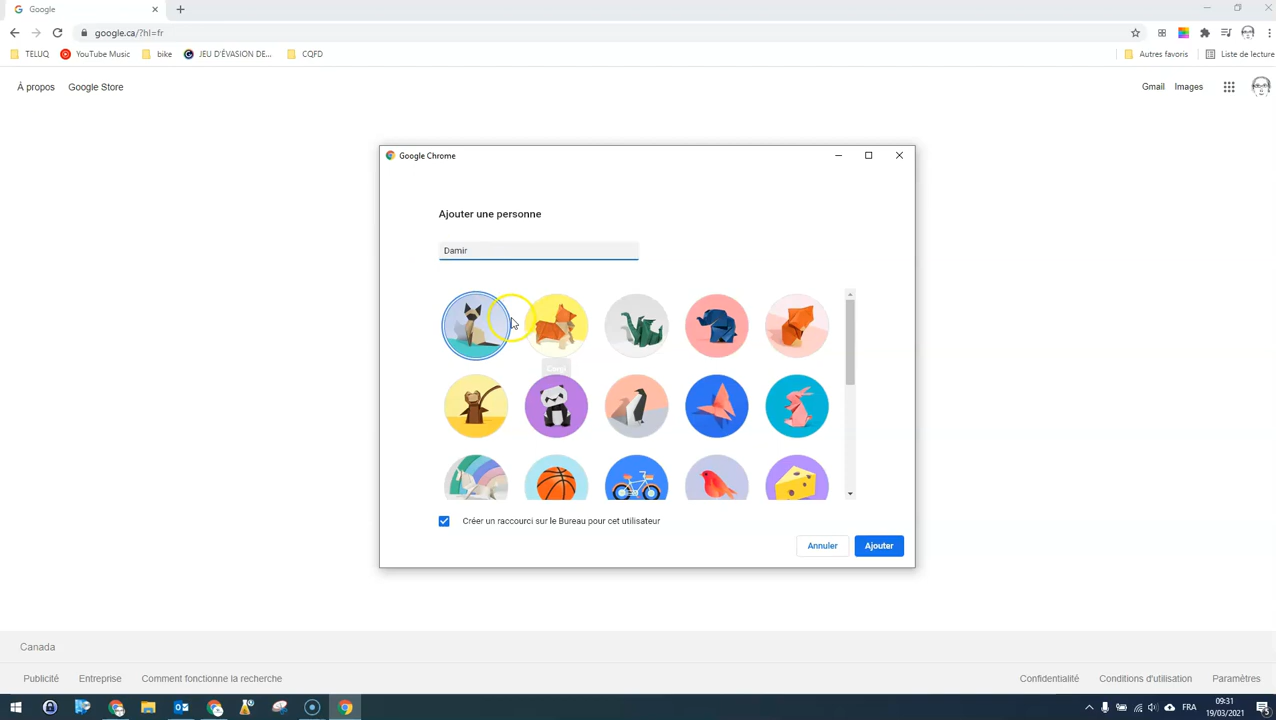 Google
google.ca/?hl=fr
TELUQ YouTube Music bike JEU D'ÉVASION DE... CQFD Autres favoris Liste de lecture
À propos Google Store Gmail Images
Google Chrome
Ajouter une personne
Damir
Corgi
Créer un raccourci sur le Bureau pour cet utilisateur
Annuler Ajouter
Canada
Publicité Entreprise Comment fonctionne la recherche Confidentialité Conditions d'utilisation Paramètres
FRA
09:31
19/03/2021
5